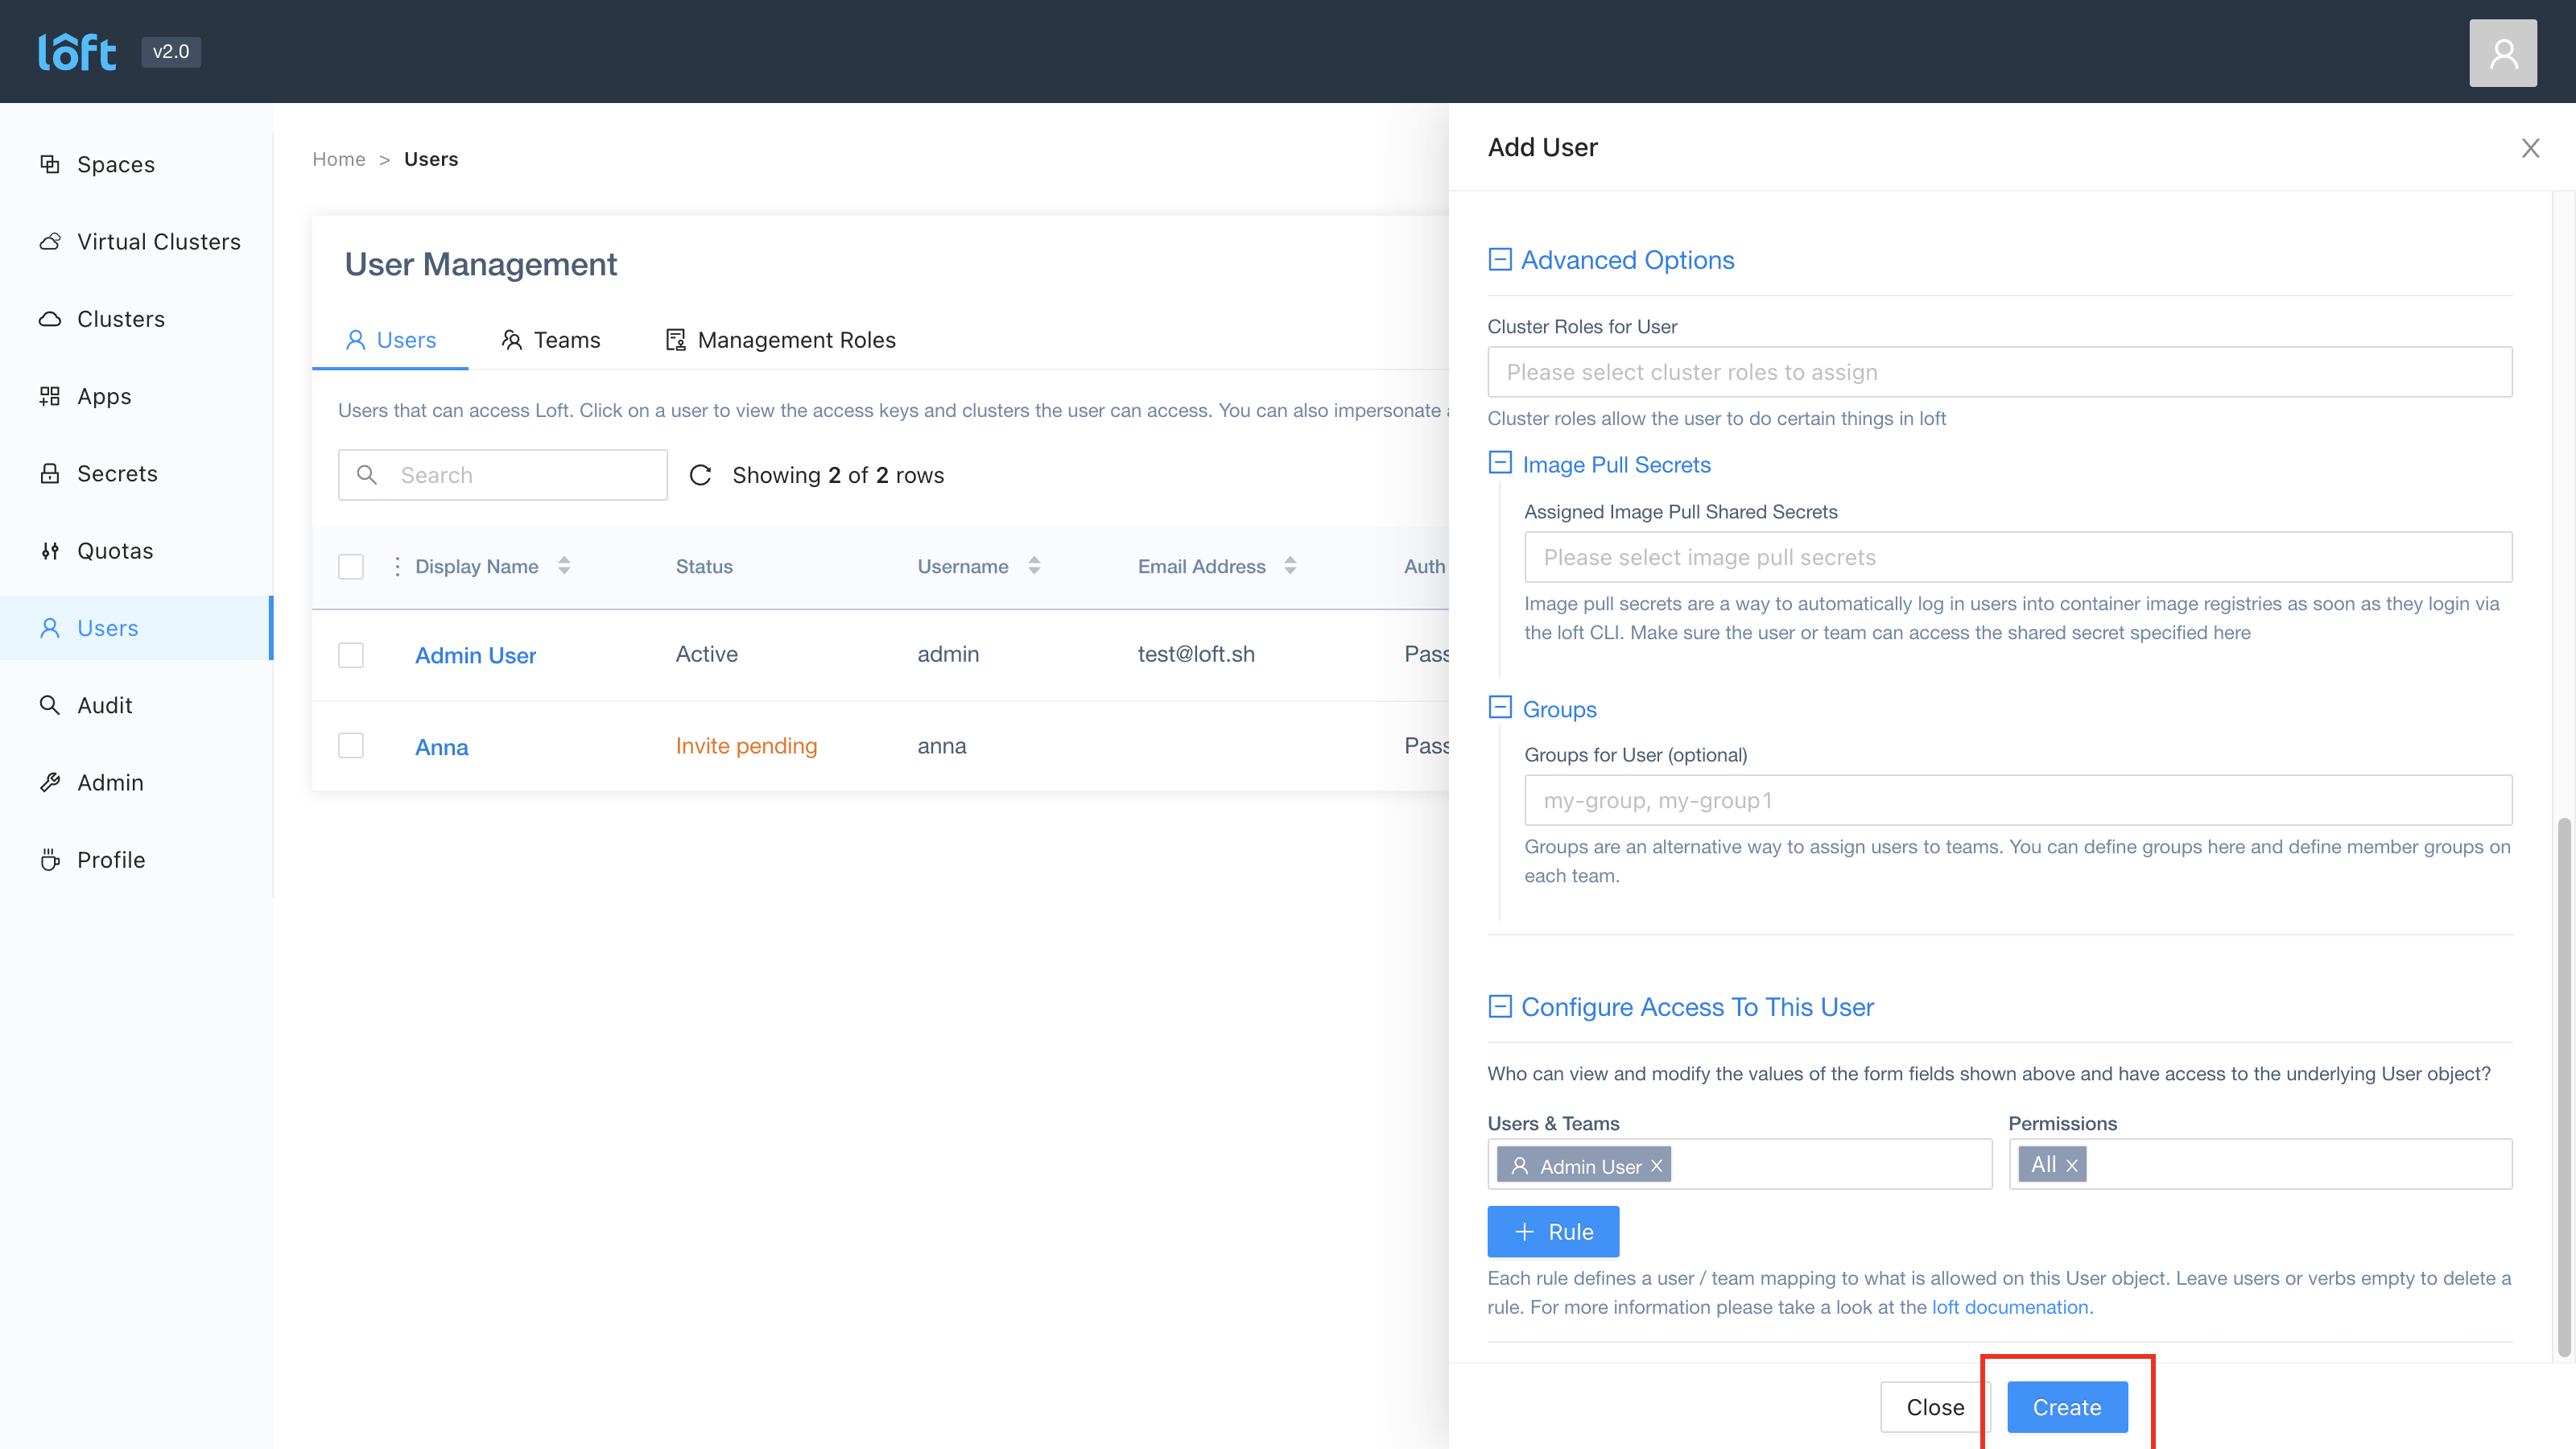 lôft v2.0
Spaces
Virtual Clusters
Clusters
Apps
Secrets
Quotas
Users
Audit
Admin
Profile
Home > Users
User Management
Users Teams Management Roles
Users that can access Loft. Click on a user to view the access keys and clusters the user can access. You can also impersonate
Search Showing 2 of 2 rows
Display Name Status Username Email Address Auth
Admin User Active admin test@loft.sh Pass
Anna Invite pending anna Pass
Add User
Advanced Options
Cluster Roles for User
Please select cluster roles to assign
Cluster roles allow the user to do certain things in loft
Image Pull Secrets
Assigned Image Pull Shared Secrets
Please select image pull secrets
Image pull secrets are a way to automatically log in users into container image registries as soon as they login via
the loft CLI. Make sure the user or team can access the shared secret specified here
Groups
Groups for User (optional)
my-group, my-group1
Groups are an alternative way to assign users to teams. You can define groups here and define member groups on
each team.
Configure Access To This User
Who can view and modify the values of the form fields shown above and have access to the underlying User object?
Users & Teams Permissions
Admin User All
+ Rule
Each rule defines a user / team mapping to what is allowed on this User object. Leave users or verbs empty to delete a
rule. For more information please take a look at the loft documenation.
Close Create